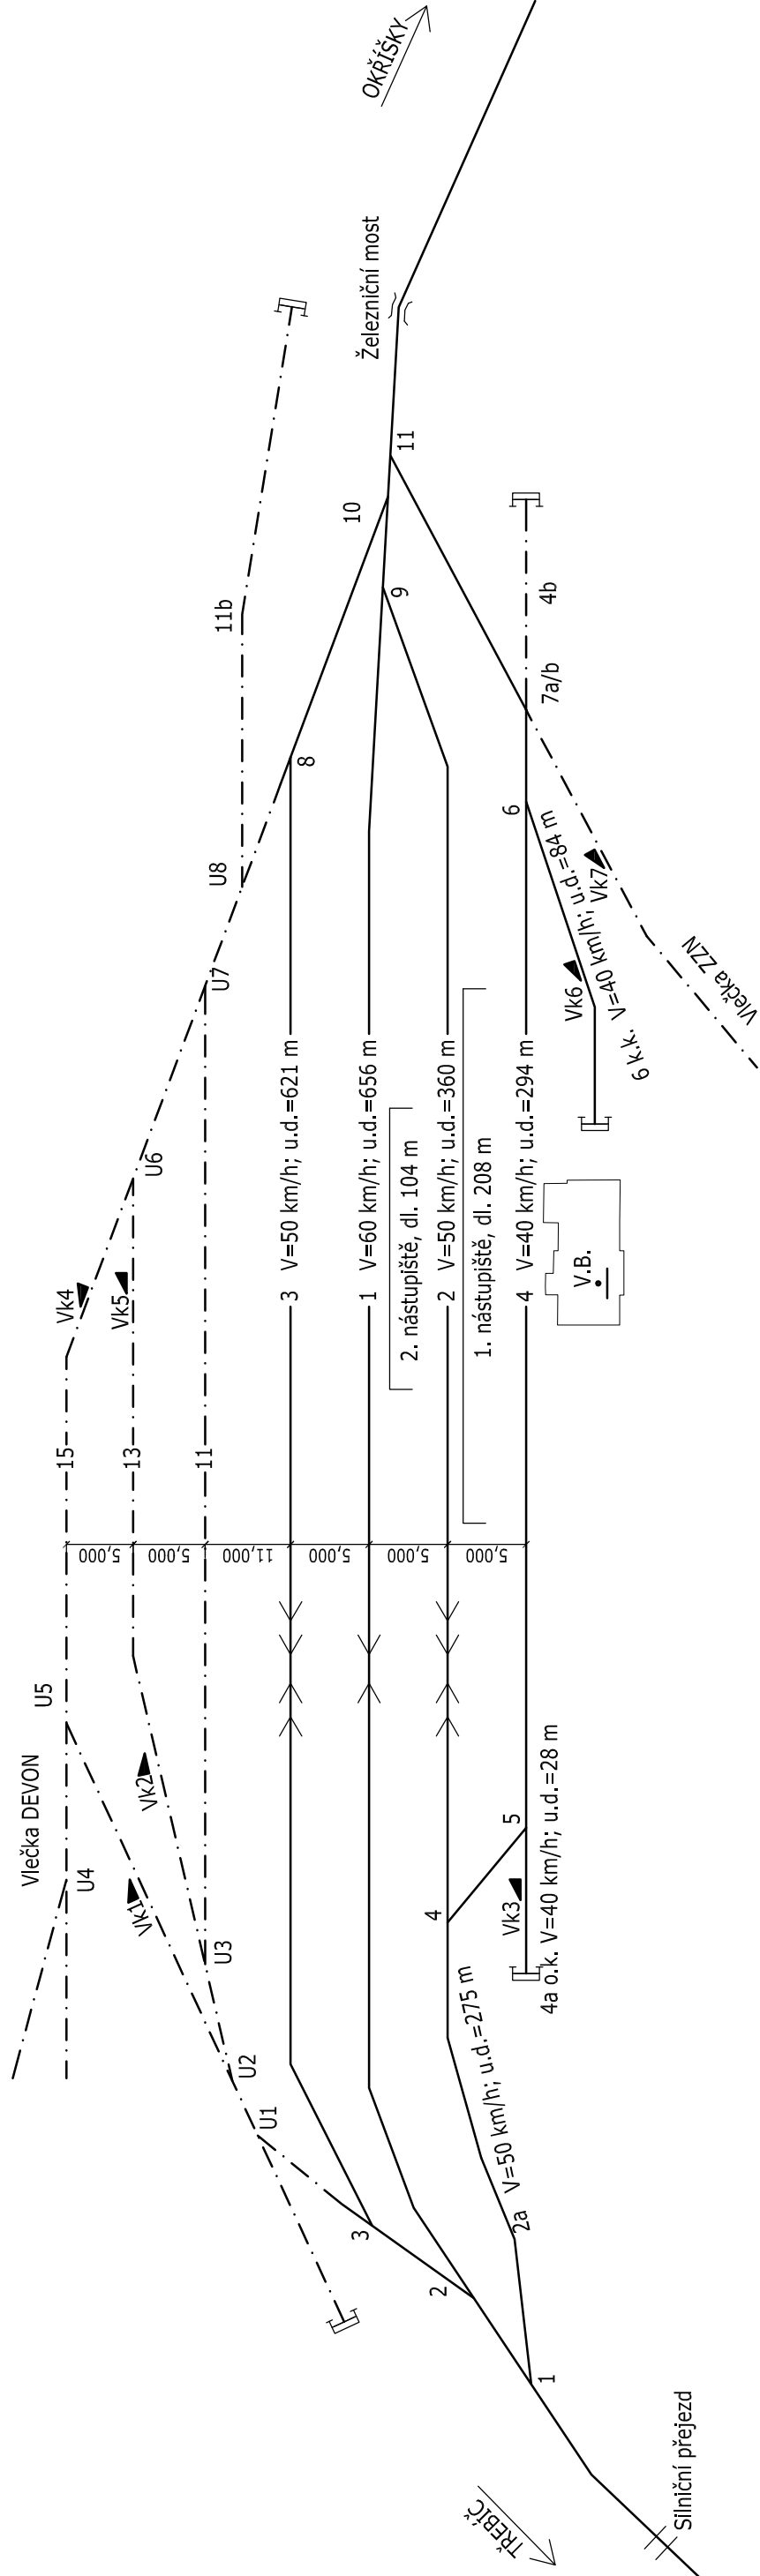 OKŘÍŠKY
Železniční most
11b
11
10
9
4b
7a/b
8
6
U8
U7
U6
Vk4
Vk5
Vk6
Vk7
6 k.k. V=40 km/h; u.d.=84 m
Vlečka ZZN
3 V=50 km/h; u.d.=621 m
1 V=60 km/h; u.d.=656 m
2. nástupiště, dl. 104 m
2 V=50 km/h; u.d.=360 m
1. nástupiště, dl. 208 m
4 V=40 km/h; u.d.=294 m
V.B.
15
13
11
5,000
5,000
11,000
5,000
5,000
5,000
U5
Vlečka DEVON
U4
Vk2
Vk1
U3
U2
U1
4
5
Vk3
4a o.k. V=40 km/h; u.d.=28 m
2a V=50 km/h; u.d.=275 m
3
2
1
TŘEBÍČ
Silniční přejezd